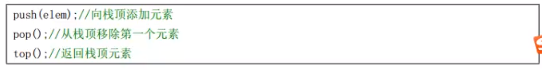 push(elem);//向栈顶添加元素
pop();//从栈顶移除第一个元素
top();//返回栈顶元素